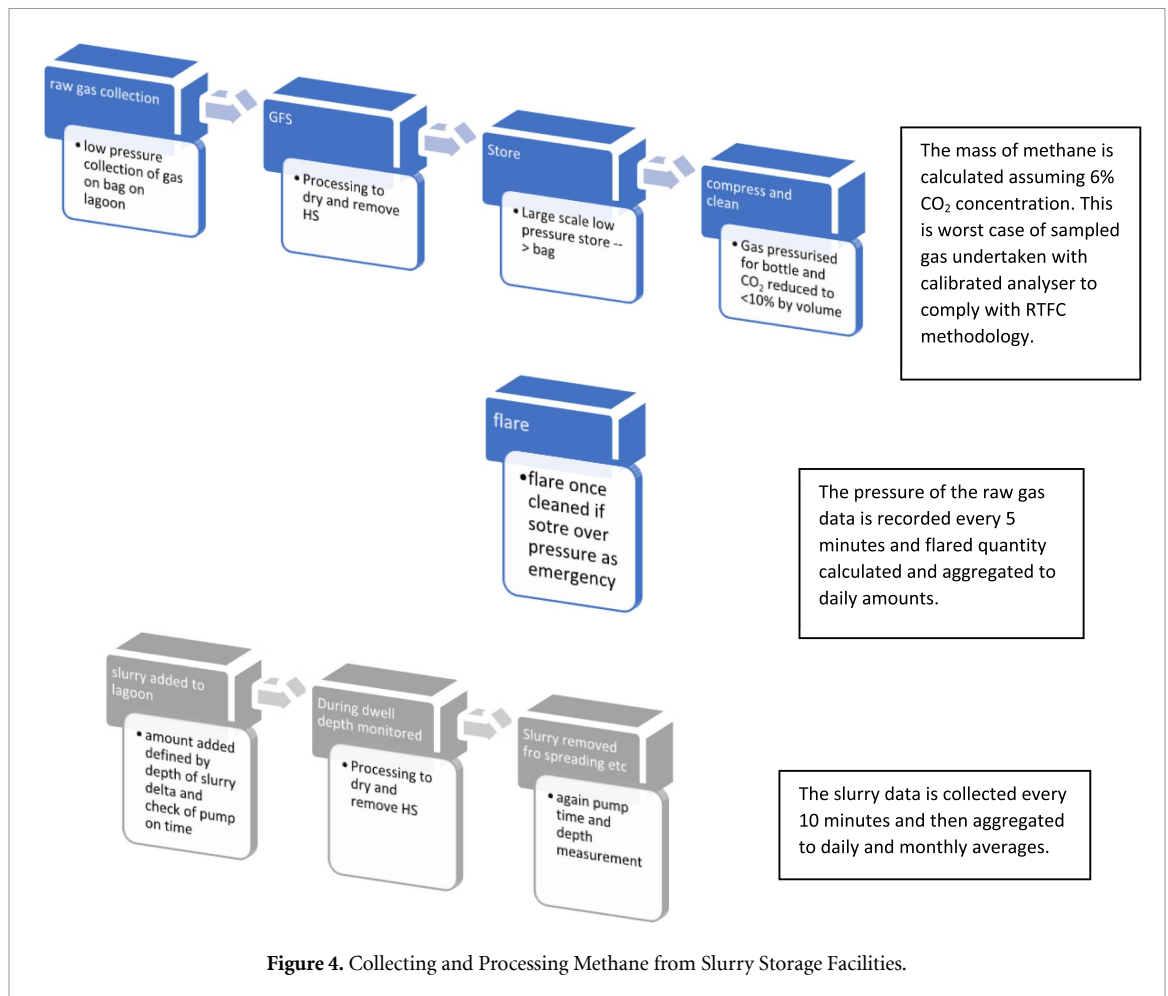 raw gas collection
• low pressure
collection of gas
on bag on
lagoon
GFS
• Processing to
dry and remove
HS
Store
• Large scale low
pressure store --
> bag
compress and
clean
• Gas pressurised
for bottle and
CO₂ reduced to
<10% by volume
The mass of methane is
calculated assuming 6%
CO₂ concentration. This
is worst case of sampled
gas undertaken with
calibrated analyser to
comply with RTFC
methodology.
flare
•flare once
cleaned if
sotre over
pressure as
emergency
The pressure of the raw gas
data is recorded every 5
minutes and flared quantity
calculated and aggregated to
daily amounts.
slurry added to
lagoon
• amount added
defined by
depth of slurry
delta and
check of pump
on time
During dwell
depth monitored
• Processing to
dry and
remove HS
Slurry removed
fro spreading etc
• again pump
time and
depth
measurement
The slurry data is collected every
10 minutes and then aggregated
to daily and monthly averages.
Figure 4. Collecting and Processing Methane from Slurry Storage Facilities.